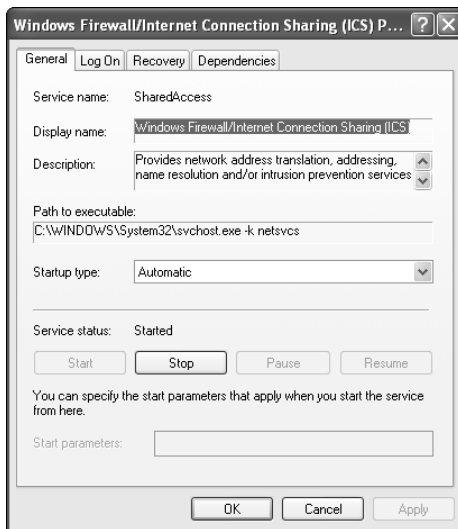 Windows Firewall/Internet Connection Sharing (ICS) P...
General Log On Recovery Dependencies
Service name: SharedAccess
Display name: Windows Firewall/Internet Connection Sharing (ICS)
Description: Provides network address translation, addressing,
name resolution and/or intrusion prevention services
Path to executable:
C:\WINDOWS\System32\svchost.exe -k netsvcs
Startup type: Automatic
Service status: Started
Start Stop Pause Resume
You can specify the start parameters that apply when you start the service
from here.
Start parameters:
OK Cancel Apply